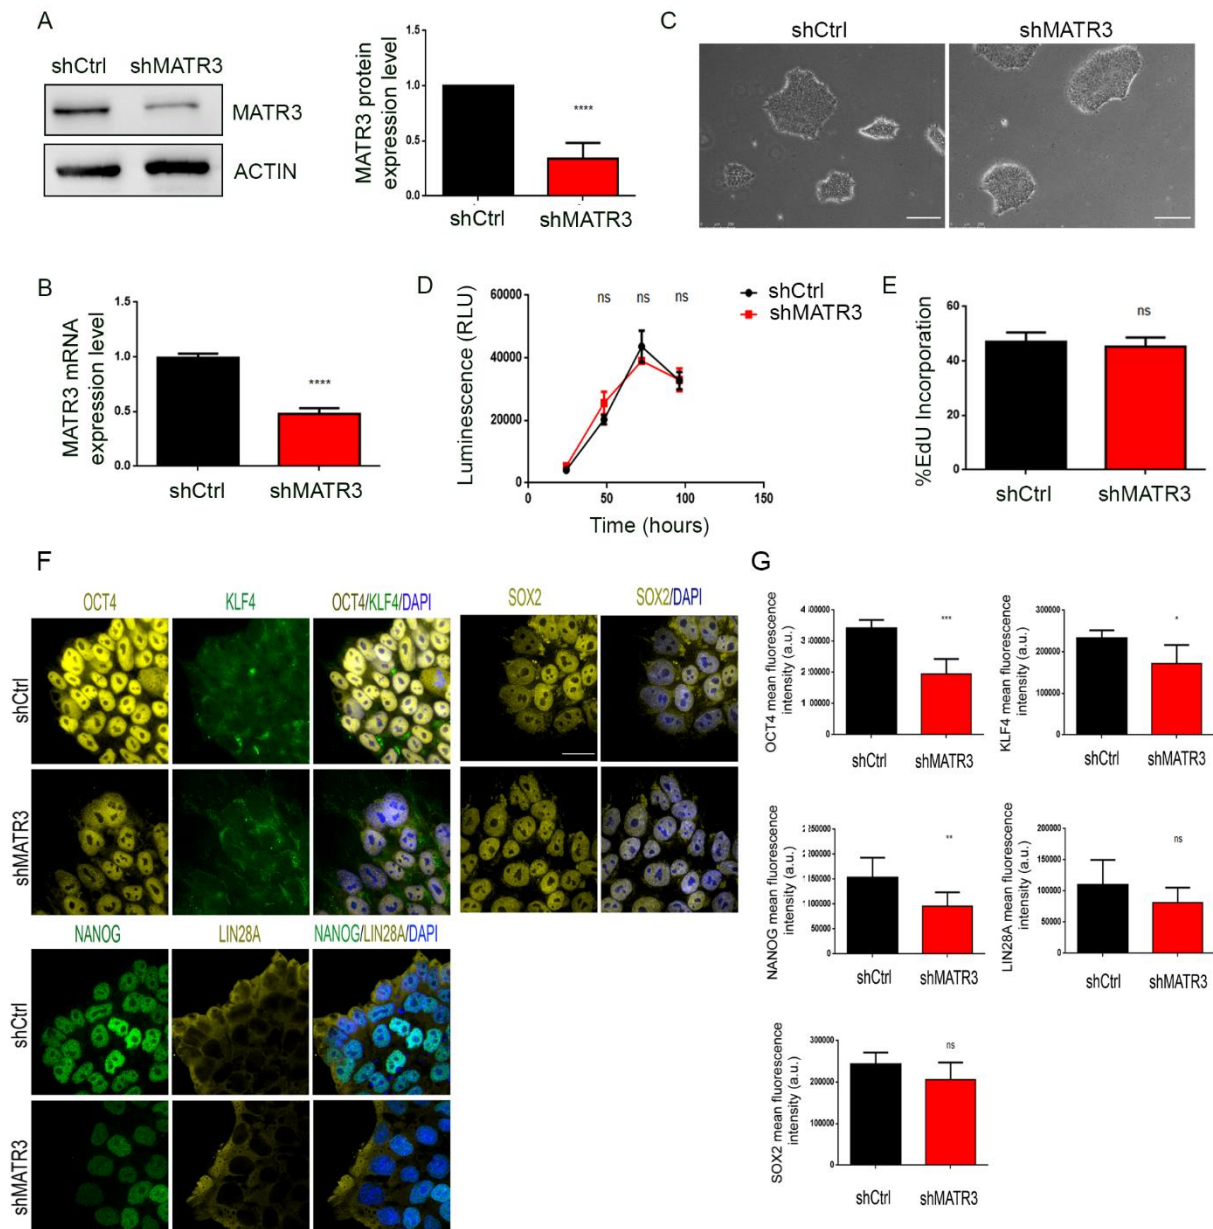 A
shCtrl shMATR3
MATR3
ACTIN
MATR3 protein
expression level
1.5
1.0
0.5
0.0
****
shCtrl
shMATR3
C
shCtrl
shMATR3
B
MATR3 mRNA
expression level
1.5
1.0
0.5
0.0
****
shCtrl
shMATR3
D
Luminescence (RLU)
60000
40000
20000
0
ns ns ns
0 50 100 150
Time (hours)
shCtrl
shMATR3
E
%EdU Incorporation
60
40
20
0
ns
shCtrl
shMATR3
F
OCT4 KLF4 OCT4/KLF4/DAPI SOX2 SOX2/DAPI
shCtrl
shMATR3
NANOG LIN28A NANOG/LIN28A/DAPI
shCtrl
shMATR3
G
OCT4 mean fluorescence
intensity (a.u.)
0
***
shCtrl
shMATR3
KLF4 mean fluorescence
intensity (a.u.)
300000
200000
100000
0
*
shCtrl
shMATR3
NANOG mean fluorescence
intensity (a.u.)
0
**
shCtrl
shMATR3
LIN28A mean fluorescence
intensity (a.u.)
200000
150000
100000
50000
0
ns
shCtrl
shMATR3
SOX2 mean fluorescence
intensity (a.u.)
300000
200000
100000
0
ns
shCtrl
shMATR3